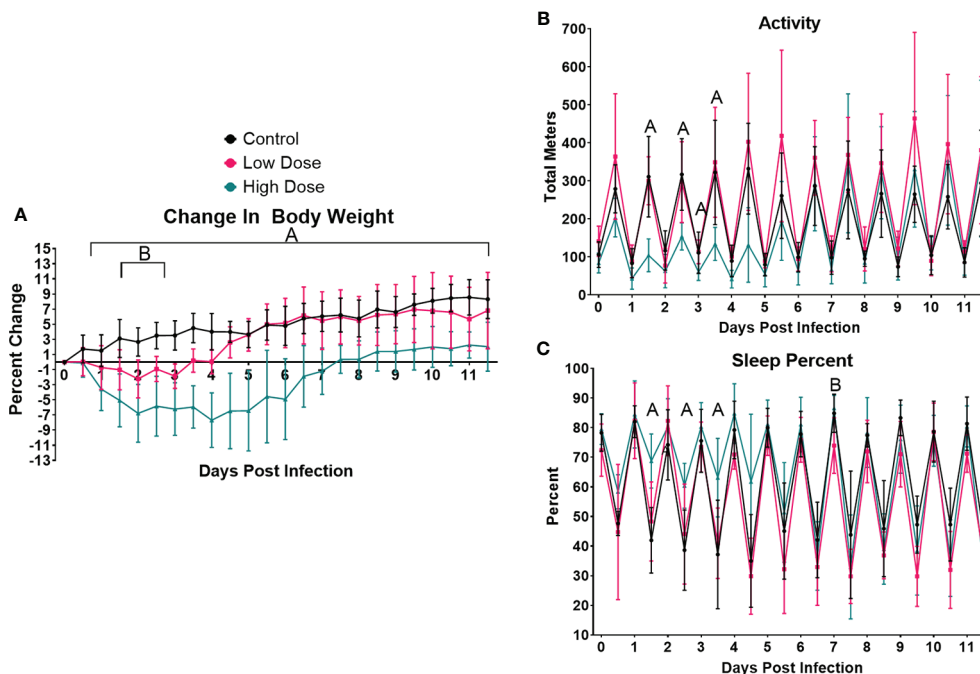 Control
Low Dose
High Dose
A
Change In Body Weight
A
B
15
13
11
9
7
5
3
1
-1
-3
-5
-7
-9
-11
-13
Percent Change
0 1 2 3 4 5 6 7 8 9 10 11
Days Post Infection
B
Activity
700
600
500
400
300
200
100
0
Total Meters
A A A A
0 1 2 3 4 5 6 7 8 9 10 11
Days Post Infection
C
Sleep Percent
100
90
80
70
60
50
40
30
20
10
Percent
A A A B
0 1 2 3 4 5 6 7 8 9 10 11
Days Post Infection